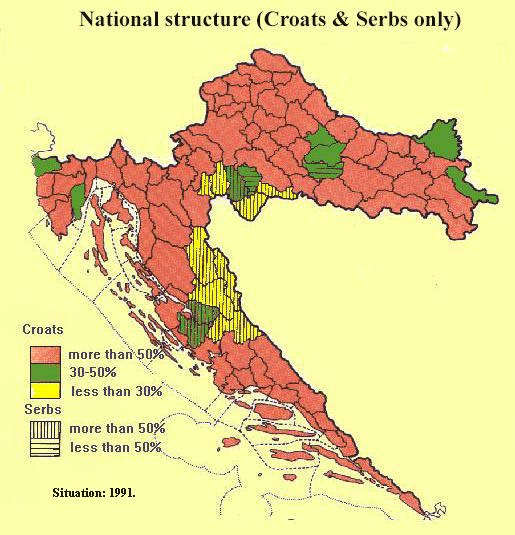 National structure (Croats & Serbs only)
Croats
more than 50%
30-50%
less than 30%
Serbs
more than 50%
less than 50%
Situation: 1991.